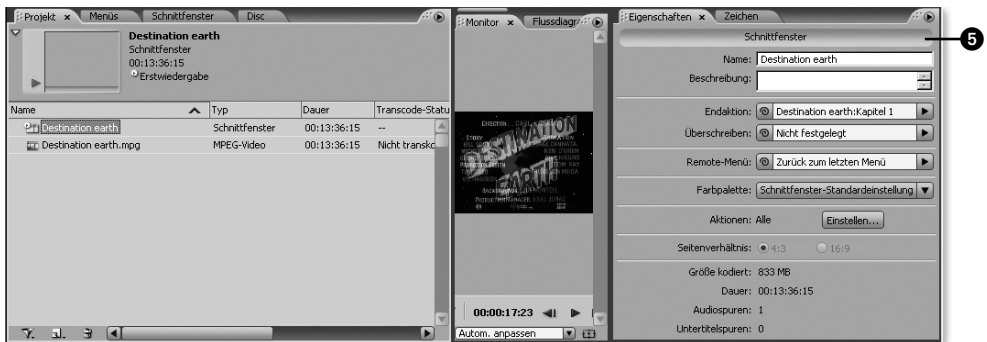 Projekt × Menüs Schnittfenster Disc
Destination earth
Schnittfenster
00:13:36:15
Erstwiedergabe
Name Typ Dauer Transcode-Statu
Destination earth Schnittfenster 00:13:36:15 --
Destination earth.mpg MPEG-Video 00:13:36:15 Nicht transko
Monitor × Flussdiagr
DESTINATION
EARTH
00:00:17:23
Autom. anpassen
Eigenschaften × Zeichen
Schnittfenster
5
Name: Destination earth
Beschreibung:
Endaktion: Destination earth:Kapitel 1
Überschreiben: Nicht festgelegt
Remote-Menü: Zurück zum letzten Menü
Farbpalette: Schnittfenster-Standardeinstellung
Aktionen: Alle Einstellen...
Seitenverhältnis: 4:3 16:9
Größe kodiert: 833 MB
Dauer: 00:13:36:15
Audiospuren: 1
Untertitelspuren: 0